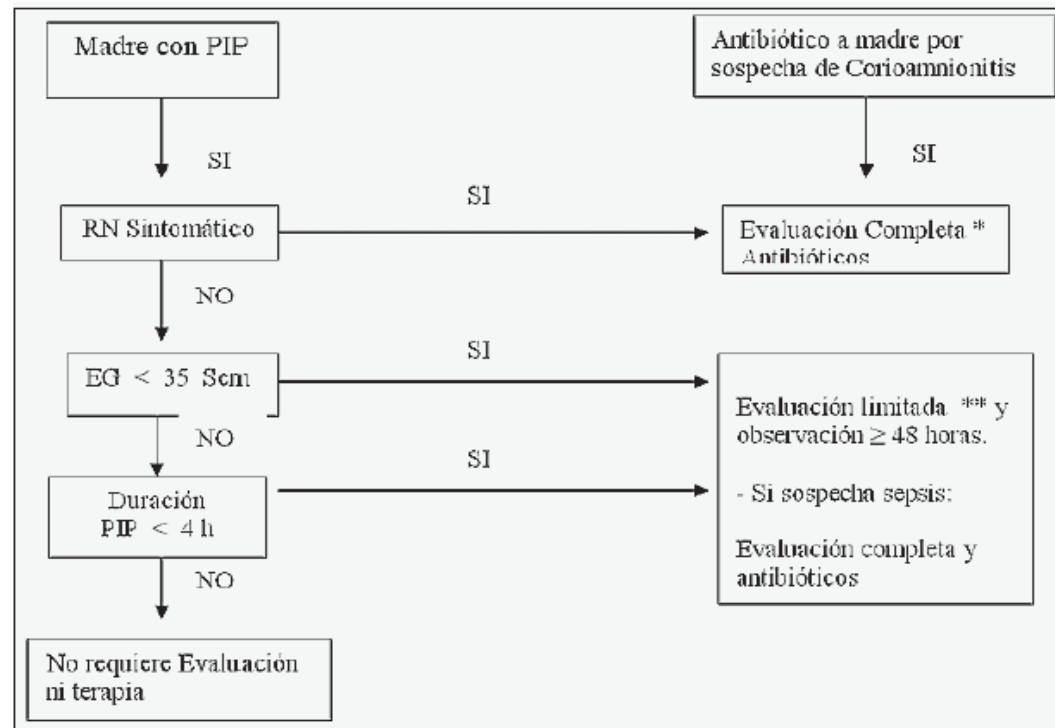 Madre con PIP
Antibiótico a madre por
sospecha de Corioamnionitis
SI
SI
RN Sintomático
SI
Evaluación Completa *
Antibióticos
NO
EG < 35 Sem
SI
NO
Evaluación limitada ** y
observación ≥ 48 horas.
- Si sospecha sepsis:
Evaluación completa y
antibióticos
Duración
PIP < 4 h
SI
NO
No requiere Evaluación
ni terapia